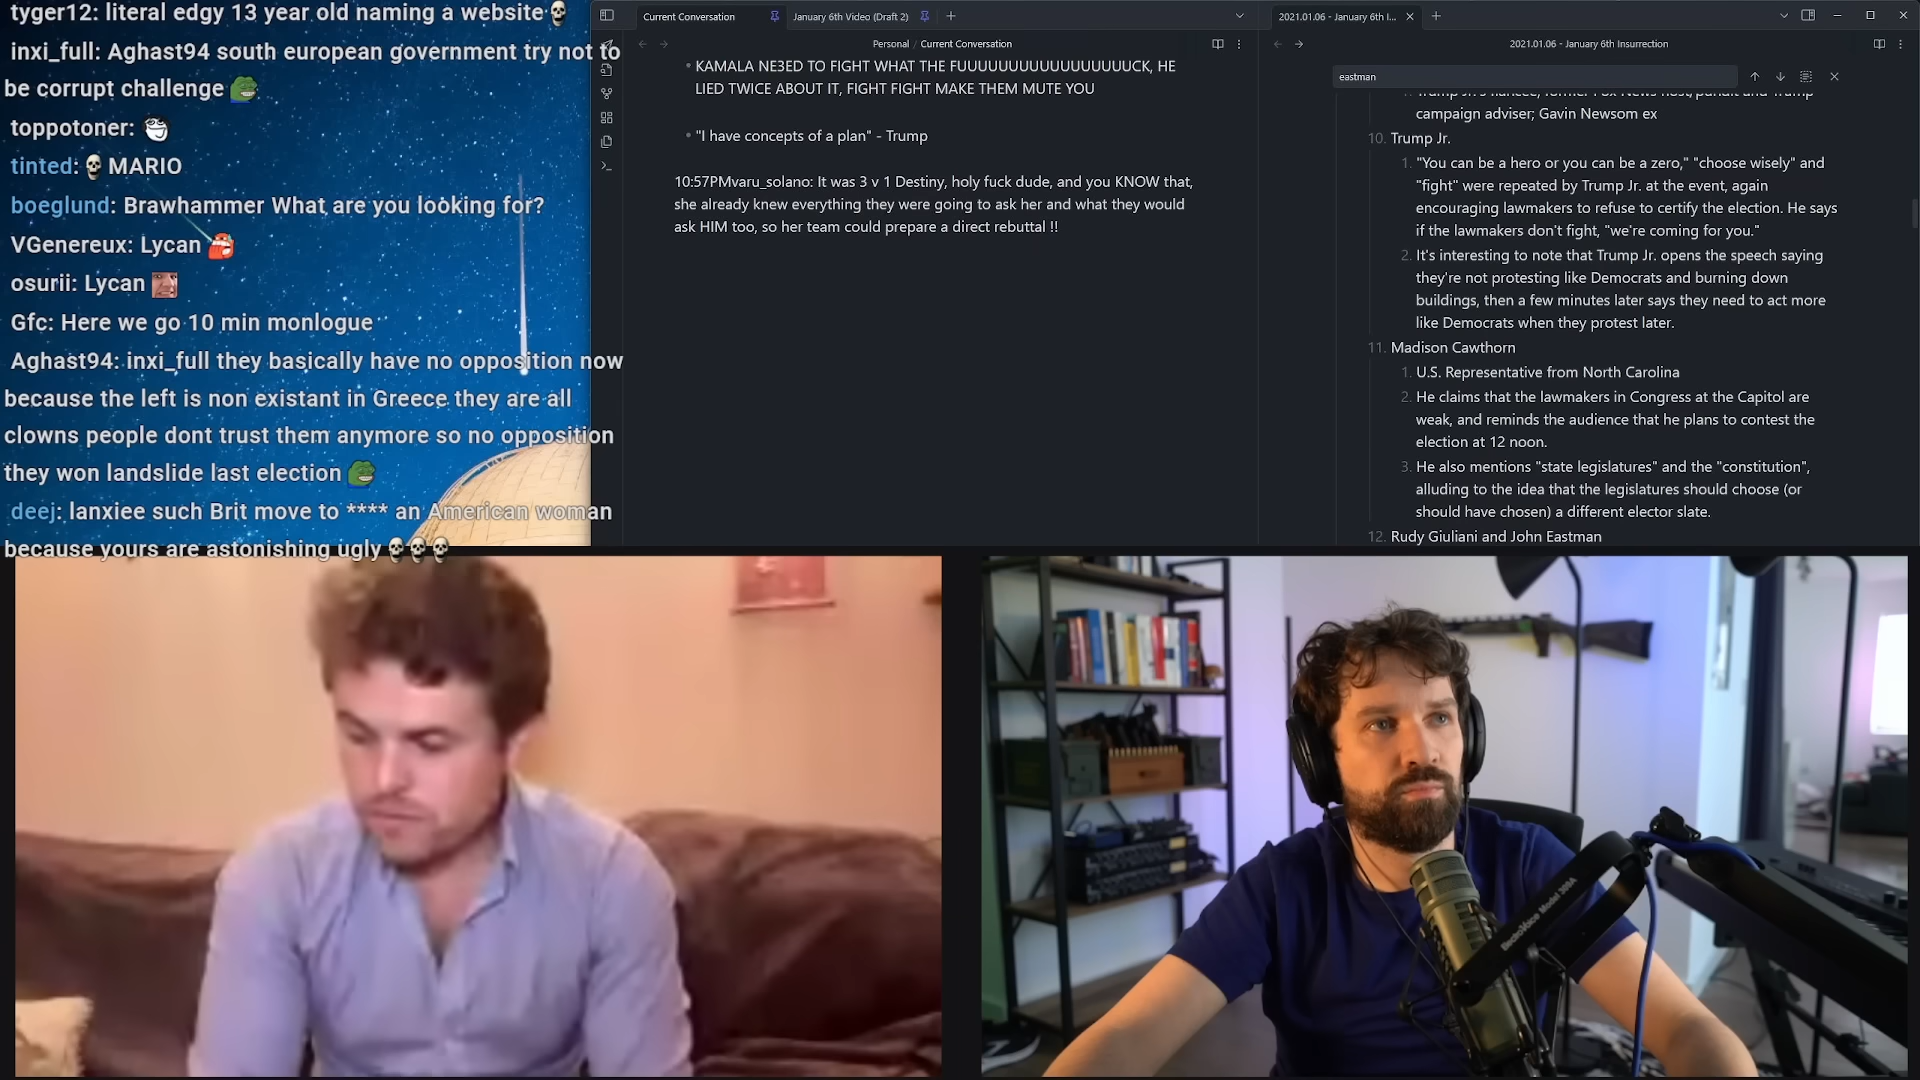 tyger12: literal edgy 13 year old naming a website
inxi_full: Aghast94 south european government try not to
be corrupt challenge
toppotoner:
tinted: MARIO
boeglund: Brawhammer What are you looking for?
VGenereux: Lycan
osurii: Lycan
Gfc: Here we go 10 min monlogue
Aghast94: inxi_full they basically have no opposition now
because the left is non existant in Greece they are all
clowns people dont trust them anymore so no opposition
they won landslide last election
deej: lanxiee such Brit move to **** an American woman
because yours are astonishing ugly
Current Conversation
January 6th Video (Draft 2)
Personal / Current Conversation
• KAMALA NE3ED TO FIGHT WHAT THE FUUUUUUUUUUUUUUUUUCK, HE
LIED TWICE ABOUT IT, FIGHT FIGHT MAKE THEM MUTE YOU
• "I have concepts of a plan" - Trump
10:57PMvaru_solano: It was 3 v 1 Destiny, holy fuck dude, and you KNOW that,
she already knew everything they were going to ask her and what they would
ask HIM too, so her team could prepare a direct rebuttal !!
2021.01.06 - January 6th I...
2021.01.06 - January 6th Insurrection
eastman
1. Trump Jr.'s fiancée, former Fox News host, pundit and Trump
campaign adviser; Gavin Newsom ex
10. Trump Jr.
1. "You can be a hero or you can be a zero," "choose wisely" and
"fight" were repeated by Trump Jr. at the event, again
encouraging lawmakers to refuse to certify the election. He says
if the lawmakers don't fight, "we're coming for you."
2. It's interesting to note that Trump Jr. opens the speech saying
they're not protesting like Democrats and burning down
buildings, then a few minutes later says they need to act more
like Democrats when they protest later.
11. Madison Cawthorn
1. U.S. Representative from North Carolina
2. He claims that the lawmakers in Congress at the Capitol are
weak, and reminds the audience that he plans to contest the
election at 12 noon.
3. He also mentions "state legislatures" and the "constitution",
alluding to the idea that the legislatures should choose (or
should have chosen) a different elector slate.
12. Rudy Giuliani and John Eastman
ElectroVoice Model 309A